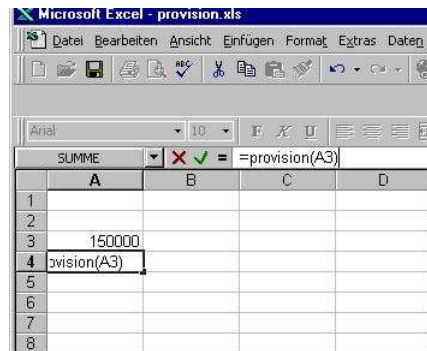 Microsoft Excel - provision.xls
Datei Bearbeiten Ansicht Einfügen Format Extras Daten
Arial 10 F K U
SUMME = =provision(A3)
A B C D
1
2
3 150000
4 ovision(A3)
5
6
7
8